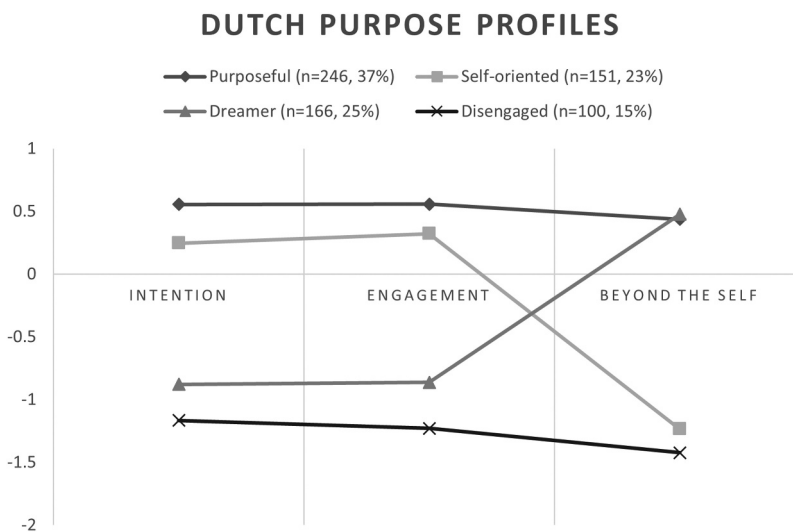 DUTCH PURPOSE PROFILES
Purposeful (n=246, 37%) Self-oriented (n=151, 23%)
Dreamer (n=166, 25%) Disengaged (n=100, 15%)
1
0.5
0
INTENTION ENGAGEMENT BEYOND THE SELF
-0.5
-1
-1.5
-2